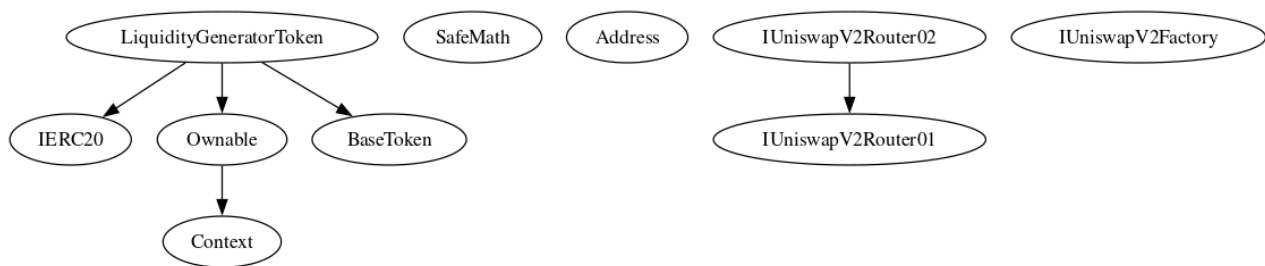 LiquidityGeneratorToken
SafeMath
Address
IUniswapV2Router02
IUniswapV2Factory
IERC20
Ownable
BaseToken
IUniswapV2Router01
Context